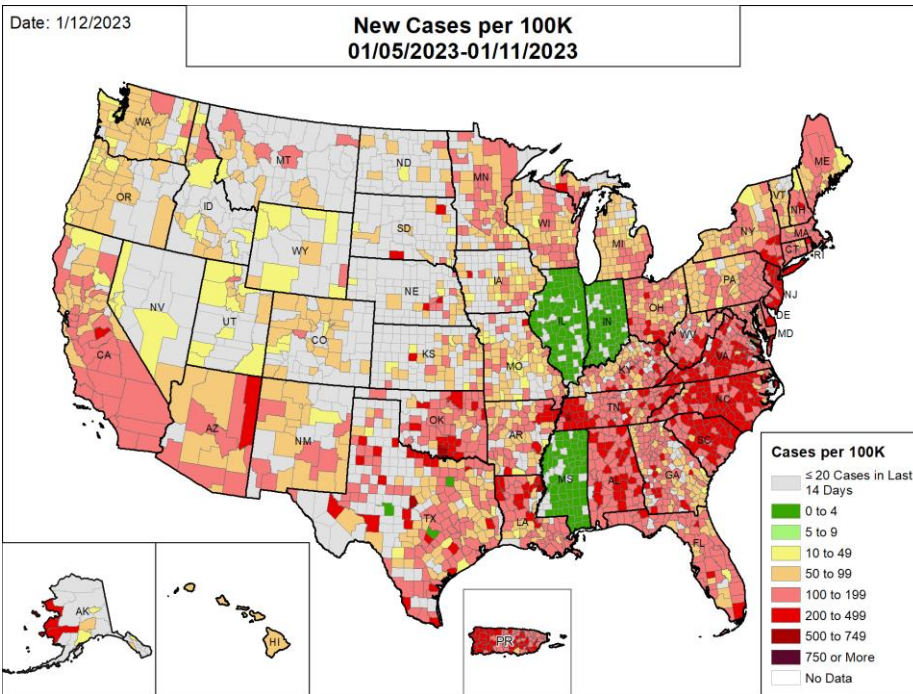 Date: 1/12/2023
New Cases per 100K
01/05/2023-01/11/2023
WA
MT
ND
MN
ME
OR
ID
SD
WI
VT
NH
WY
MI
NY
MA
CT
RI
NV
UT
NE
IA
PA
NJ
CO
IL
IN
OH
DE
MD
CA
KS
MO
WV
VA
KY
AZ
NM
OK
AR
TN
NC
SC
MS
AL
GA
TX
LA
FL
AK
HI
PR
Cases per 100K
≤ 20 Cases in Last
14 Days
0 to 4
5 to 9
10 to 49
50 to 99
100 to 199
200 to 499
500 to 749
750 or More
No Data